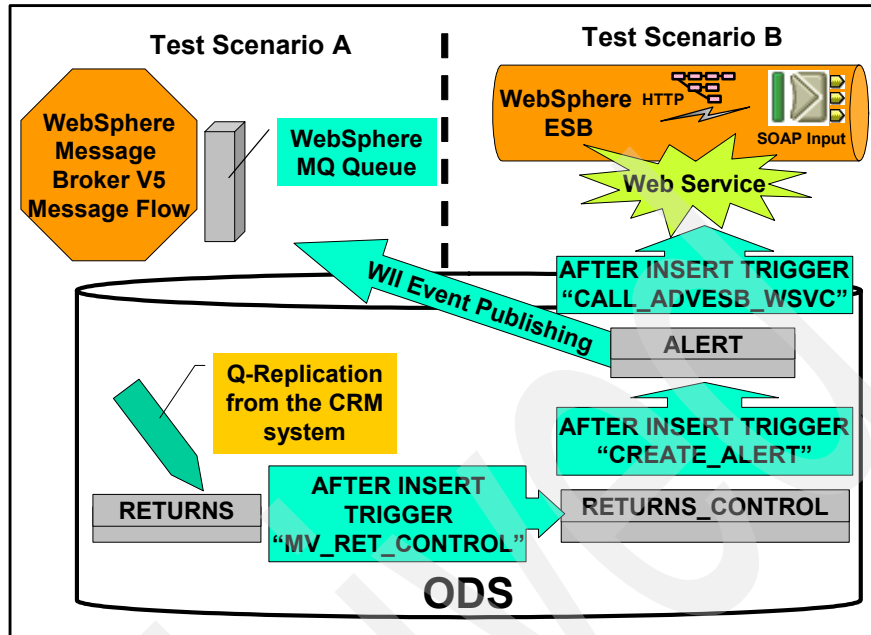 Test Scenario A
Test Scenario B
WebSphere
Message
Broker V5
Message Flow
WebSphere
MQ Queue
WebSphere
ESB
HTTP
SOAP Input
Web Service
WII Event Publishing
AFTER INSERT TRIGGER
“CALL_ADVESB_WSVC”
ALERT
Q-Replication
from the CRM
system
AFTER INSERT TRIGGER
“CREATE_ALERT”
RETURNS
AFTER INSERT
TRIGGER
“MV_RET_CONTROL”
RETURNS_CONTROL
ODS